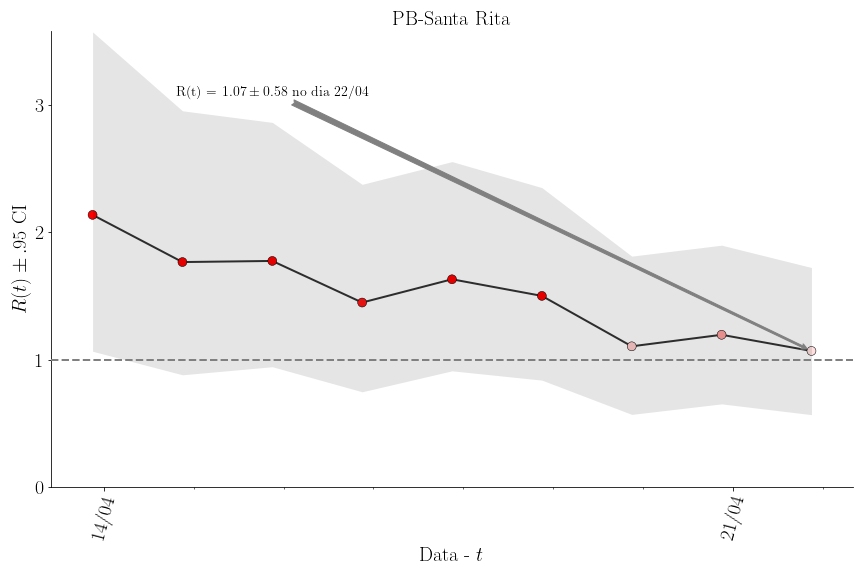 PB-Santa Rita
R(t) = 1.07 ± 0.58 no dia 22/04
3
2
1
0
R(t) ± .95 CI
14/04
21/04
Data - t